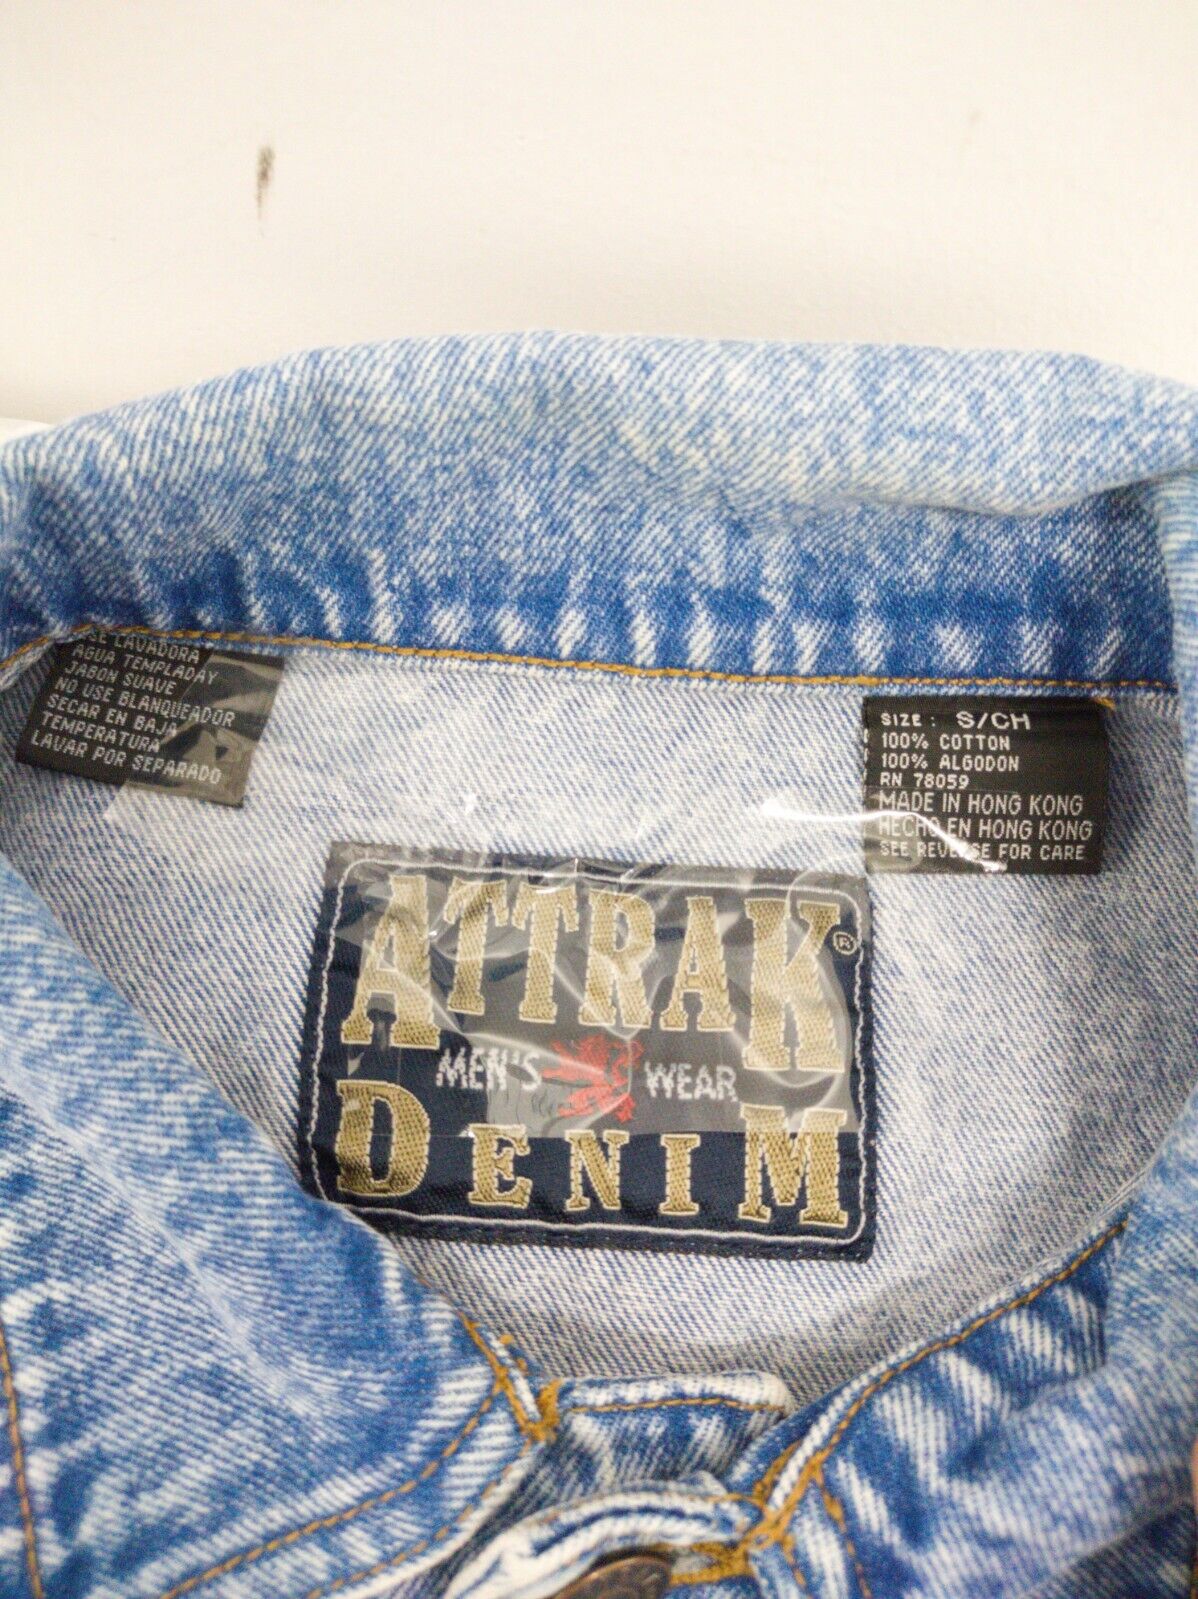 LAVADORA
AGUA TEMPLADAY
JABON SUAVE
NO USE BLANQUEADOR
SECAR EN BAJA
TEMPERATURA
LAVAR POR SEPARADO
SIZE: S/CH
100% COTTON
100% ALGODON
RN 78059
MADE IN HONG KONG
HECHO EN HONG KONG
SEE REVERSE FOR CARE
ATTRAK®
MEN'S WEAR
DENIM